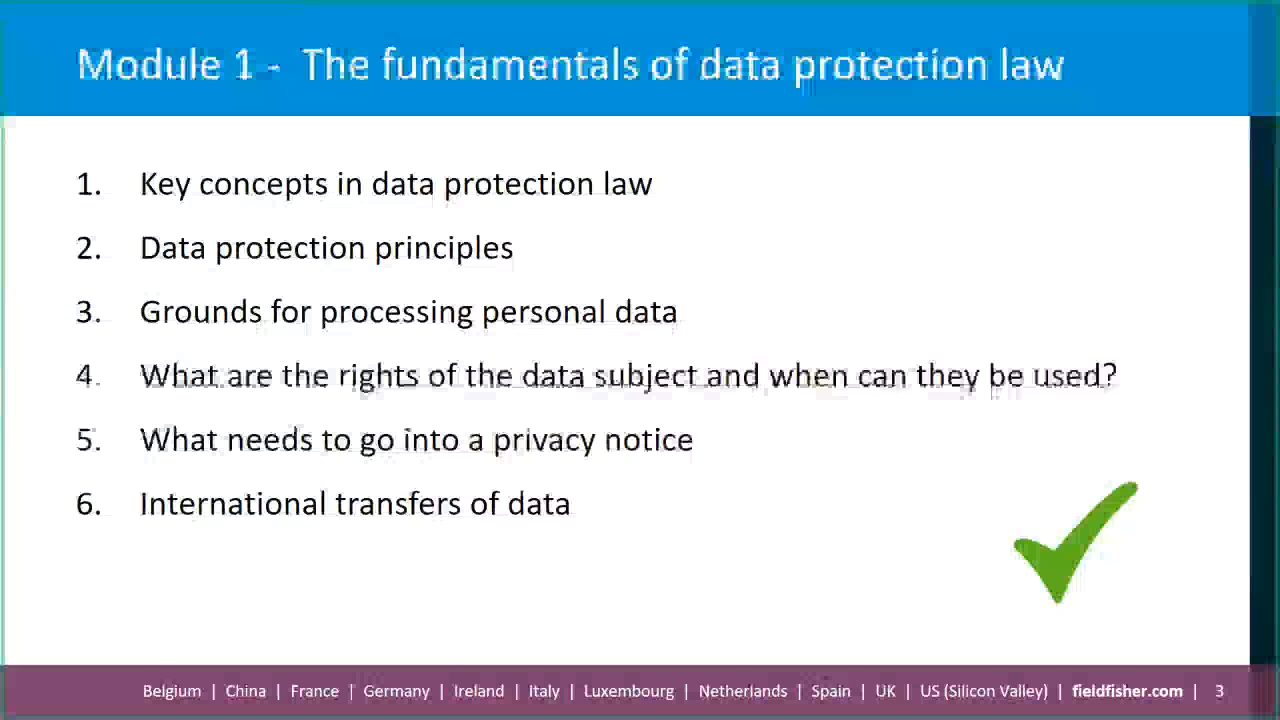 Module 1 -  The fundamentals of data protection law
1. Key concepts in data protection law
2. Data protection principles
3. Grounds for processing personal data
4. What are the rights of the data subject and when can they be used?
5. What needs to go into a privacy notice
6. International transfers of data
Belgium | China | France | Germany | Ireland | Italy | Luxembourg | Netherlands | Spain | UK | US (Silicon Valley) | fieldfisher.com | 3